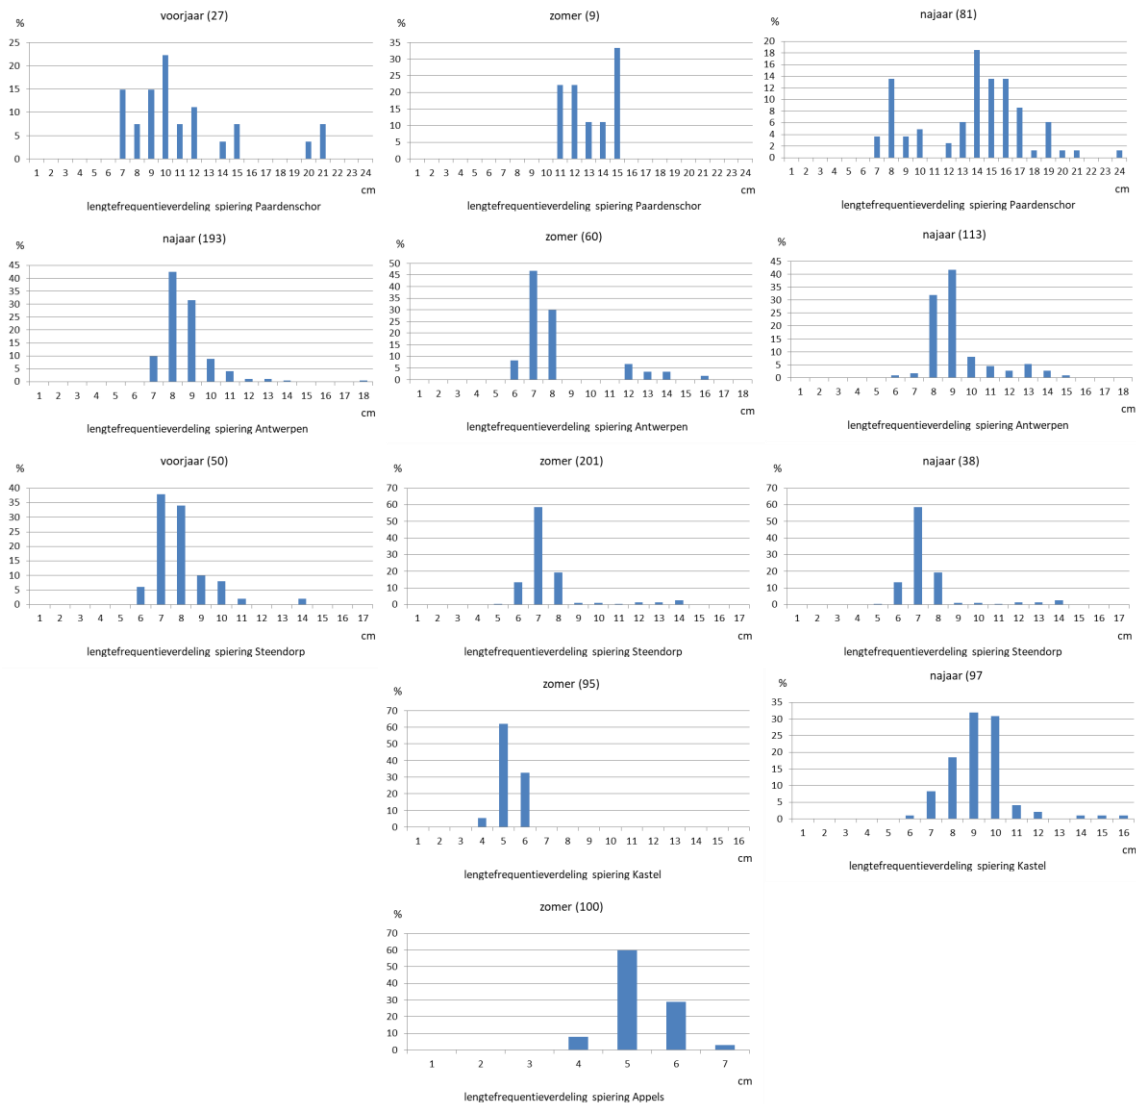 voorjaar (27)
%
25
20
15
10
5
0
1 2 3 4 5 6 7 8 9 10 11 12 13 14 15 16 17 18 19 20 21 22 23 24
cm
lengtefrequentieverdeling spiering Paardenschor
zomer (9)
%
35
30
25
20
15
10
5
0
1 2 3 4 5 6 7 8 9 10 11 12 13 14 15 16 17 18 19 20 21 22 23 24
cm
lengtefrequentieverdeling spiering Paardenschor
najaar (81)
%
20
18
16
14
12
10
8
6
4
2
0
1 2 3 4 5 6 7 8 9 10 11 12 13 14 15 16 17 18 19 20 21 22 23 24
cm
lengtefrequentieverdeling spiering Paardenschor
najaar (193)
%
45
40
35
30
25
20
15
10
5
0
1 2 3 4 5 6 7 8 9 10 11 12 13 14 15 16 17 18
cm
lengtefrequentieverdeling spiering Antwerpen
zomer (60)
%
50
45
40
35
30
25
20
15
10
5
0
1 2 3 4 5 6 7 8 9 10 11 12 13 14 15 16 17 18
cm
lengtefrequentieverdeling spiering Antwerpen
najaar (113)
%
45
40
35
30
25
20
15
10
5
0
1 2 3 4 5 6 7 8 9 10 11 12 13 14 15 16 17 18
cm
lengtefrequentieverdeling spiering Antwerpen
voorjaar (50)
%
40
35
30
25
20
15
10
5
0
1 2 3 4 5 6 7 8 9 10 11 12 13 14 15 16 17
cm
lengtefrequentieverdeling spiering Steendorp
zomer (201)
%
70
60
50
40
30
20
10
0
1 2 3 4 5 6 7 8 9 10 11 12 13 14 15 16 17
cm
lengtefrequentieverdeling spiering Steendorp
najaar (38)
%
70
60
50
40
30
20
10
0
1 2 3 4 5 6 7 8 9 10 11 12 13 14 15 16 17
cm
lengtefrequentieverdeling spiering Steendorp
zomer (95)
%
70
60
50
40
30
20
10
0
1 2 3 4 5 6 7 8 9 10 11 12 13 14 15 16
cm
lengtefrequentieverdeling spiering Kastel
najaar (97
%
35
30
25
20
15
10
5
0
1 2 3 4 5 6 7 8 9 10 11 12 13 14 15 16
cm
lengtefrequentieverdeling spiering Kastel
zomer (100)
%
70
60
50
40
30
20
10
0
1 2 3 4 5 6 7
cm
lengtefrequentieverdeling spiering Appels